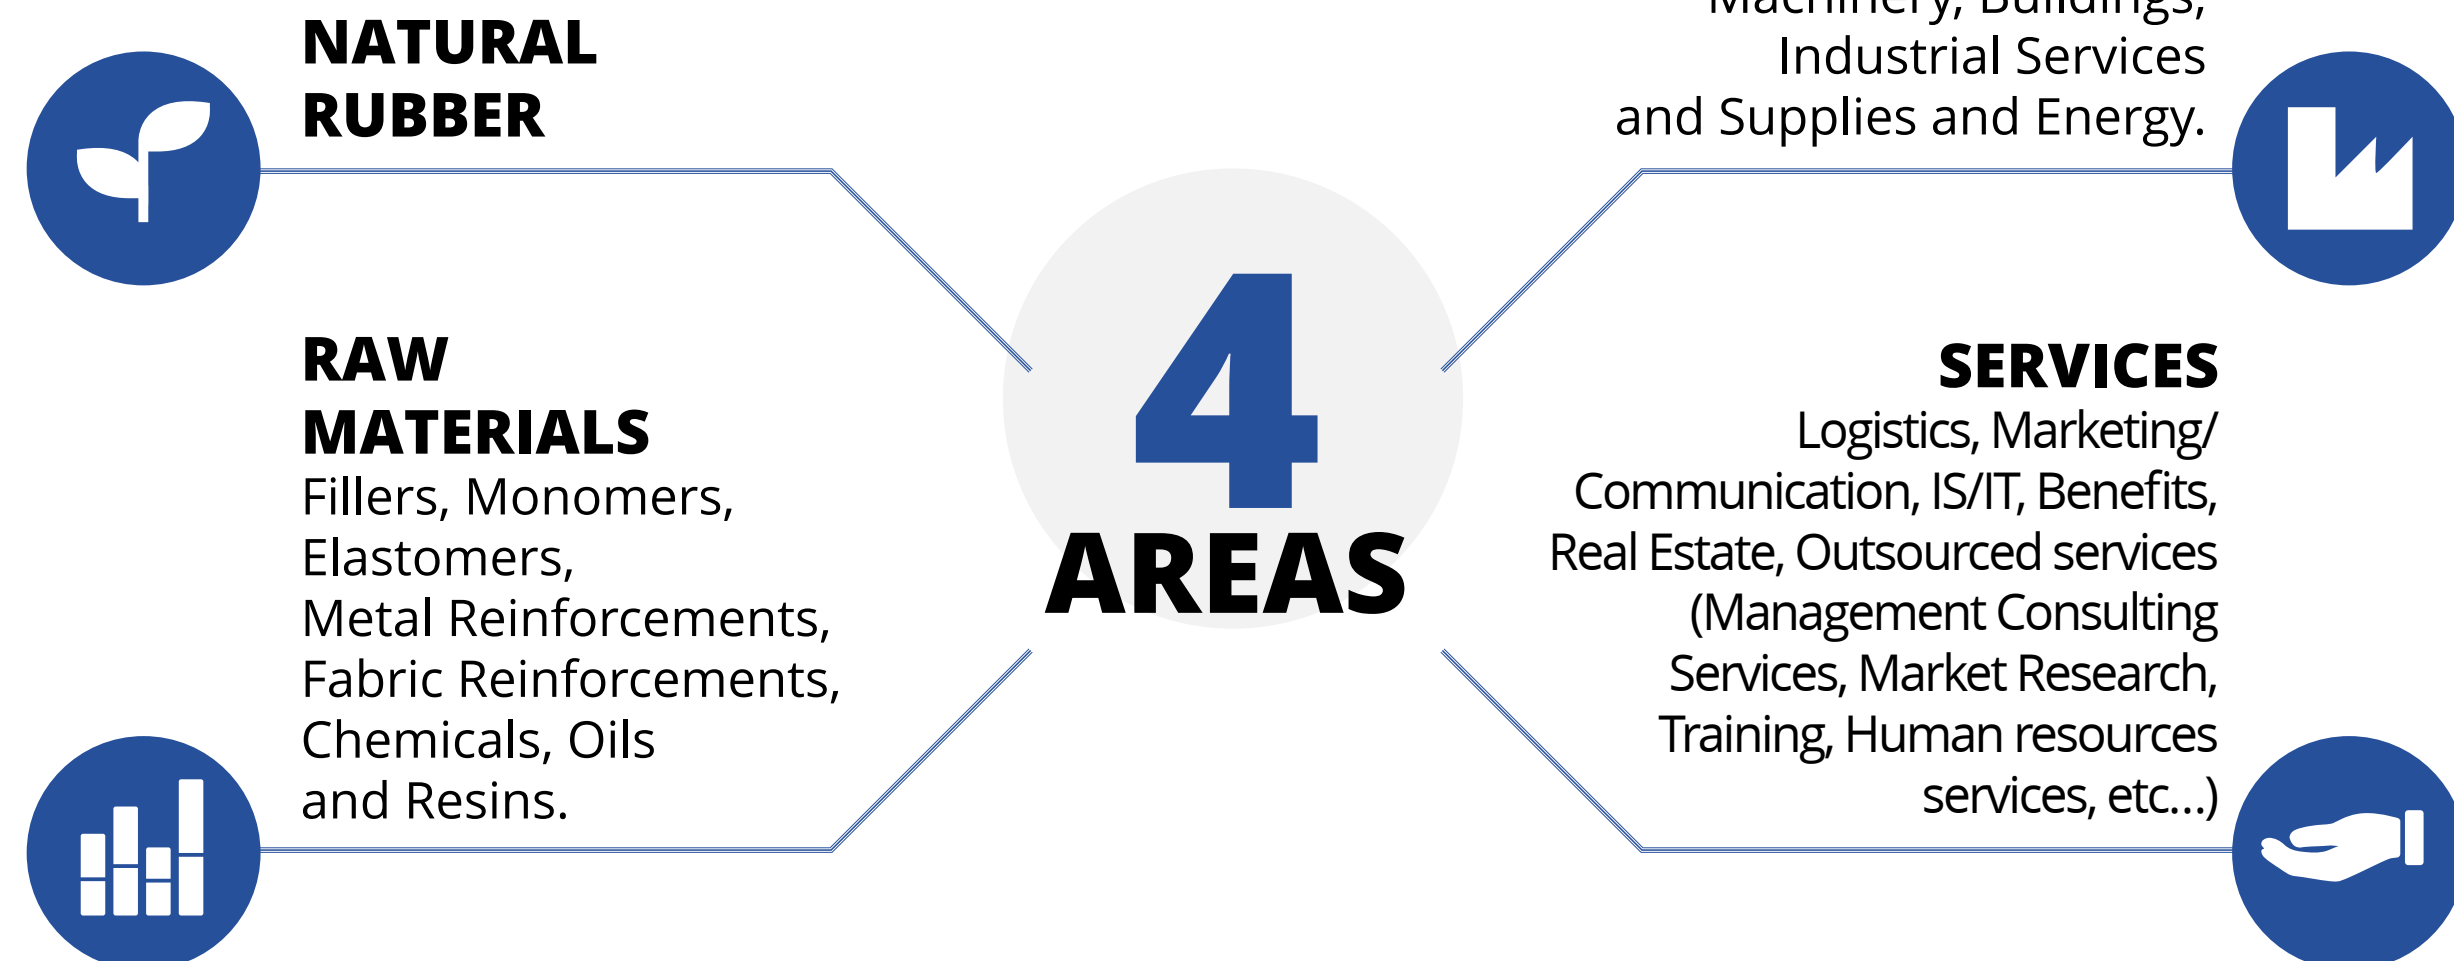 NATURAL
RUBBER
Machinery, Buildings,
Industrial Services
and Supplies and Energy.
RAW
MATERIALS
Fillers, Monomers,
Elastomers,
Metal Reinforcements,
Fabric Reinforcements,
Chemicals, Oils
and Resins.
4
AREAS
SERVICES
Logistics, Marketing/
Communication, IS/IT, Benefits,
Real Estate, Outsourced services
(Management Consulting
Services, Market Research,
Training, Human resources
services, etc...)